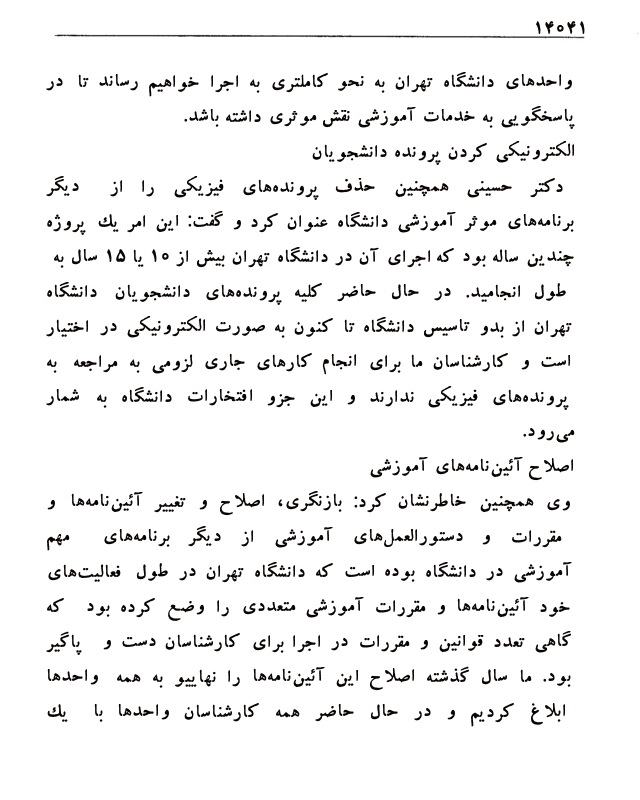 ۱۴۰۴۱
واحدهای دانشگاه تهران به نحو کاملتری به اجرا خواهیم رساند تا در
پاسخگویی به خدمات آموزشی نقش موثری داشته باشد.
الکترونیکی کردن پرونده دانشجویان
دکتر حسینی همچنین حذف پرونده‌های فیزیکی را از دیگر
برنامه‌های موثر آموزشی دانشگاه عنوان کرد و گفت: این امر یك پروژه
چندین ساله بود که اجرای آن در دانشگاه تهران بیش از ۱۰ یا ۱۵ سال به
طول انجامید. در حال حاضر کلیه پرونده‌های دانشجویان دانشگاه
تهران از بدو تاسیس دانشگاه تا کنون به صورت الکترونیکی در اختیار
است و کارشناسان ما برای انجام کارهای جاری لزومی به مراجعه به
پرونده‌های فیزیکی ندارند و این جزو افتخارات دانشگاه به شمار
می‌رود.
اصلاح آئین‌نامه‌های آموزشی
وی همچنین خاطرنشان کرد: بازنگری، اصلاح و تغییر آئین‌نامه‌ها و
مقررات و دستورالعمل‌های آموزشی از دیگر برنامه‌های مهم
آموزشی در دانشگاه بوده است که دانشگاه تهران در طول فعالیت‌های
خود آئین‌نامه‌ها و مقررات آموزشی متعددی را وضع کرده بود که
گاهی تعدد قوانین و مقررات در اجرا برای کارشناسان دست و پاگیر
بود. ما سال گذشته اصلاح این آئین‌نامه‌ها را نهاییو به همه واحدها
ابلاغ کردیم و در حال حاضر همه کارشناسان واحدها با یك